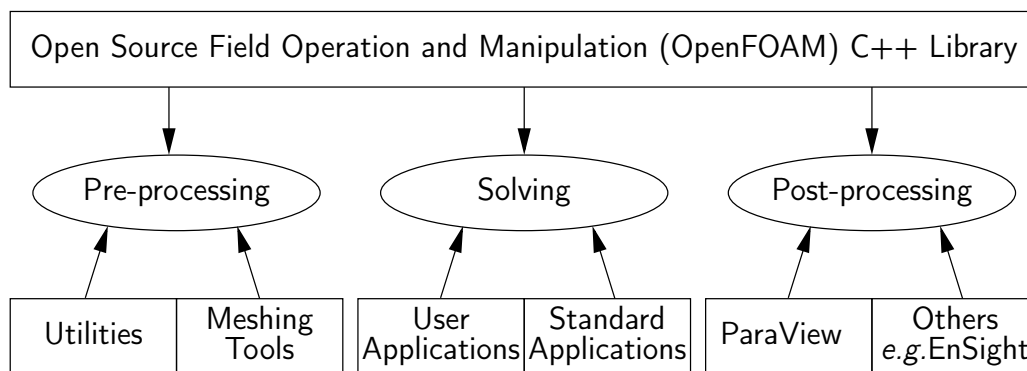 Open Source Field Operation and Manipulation (OpenFOAM) C++ Library
Pre-processing
Solving
Post-processing
Utilities
Meshing
Tools
User
Applications
Standard
Applications
ParaView
Others
e.g.EnSight